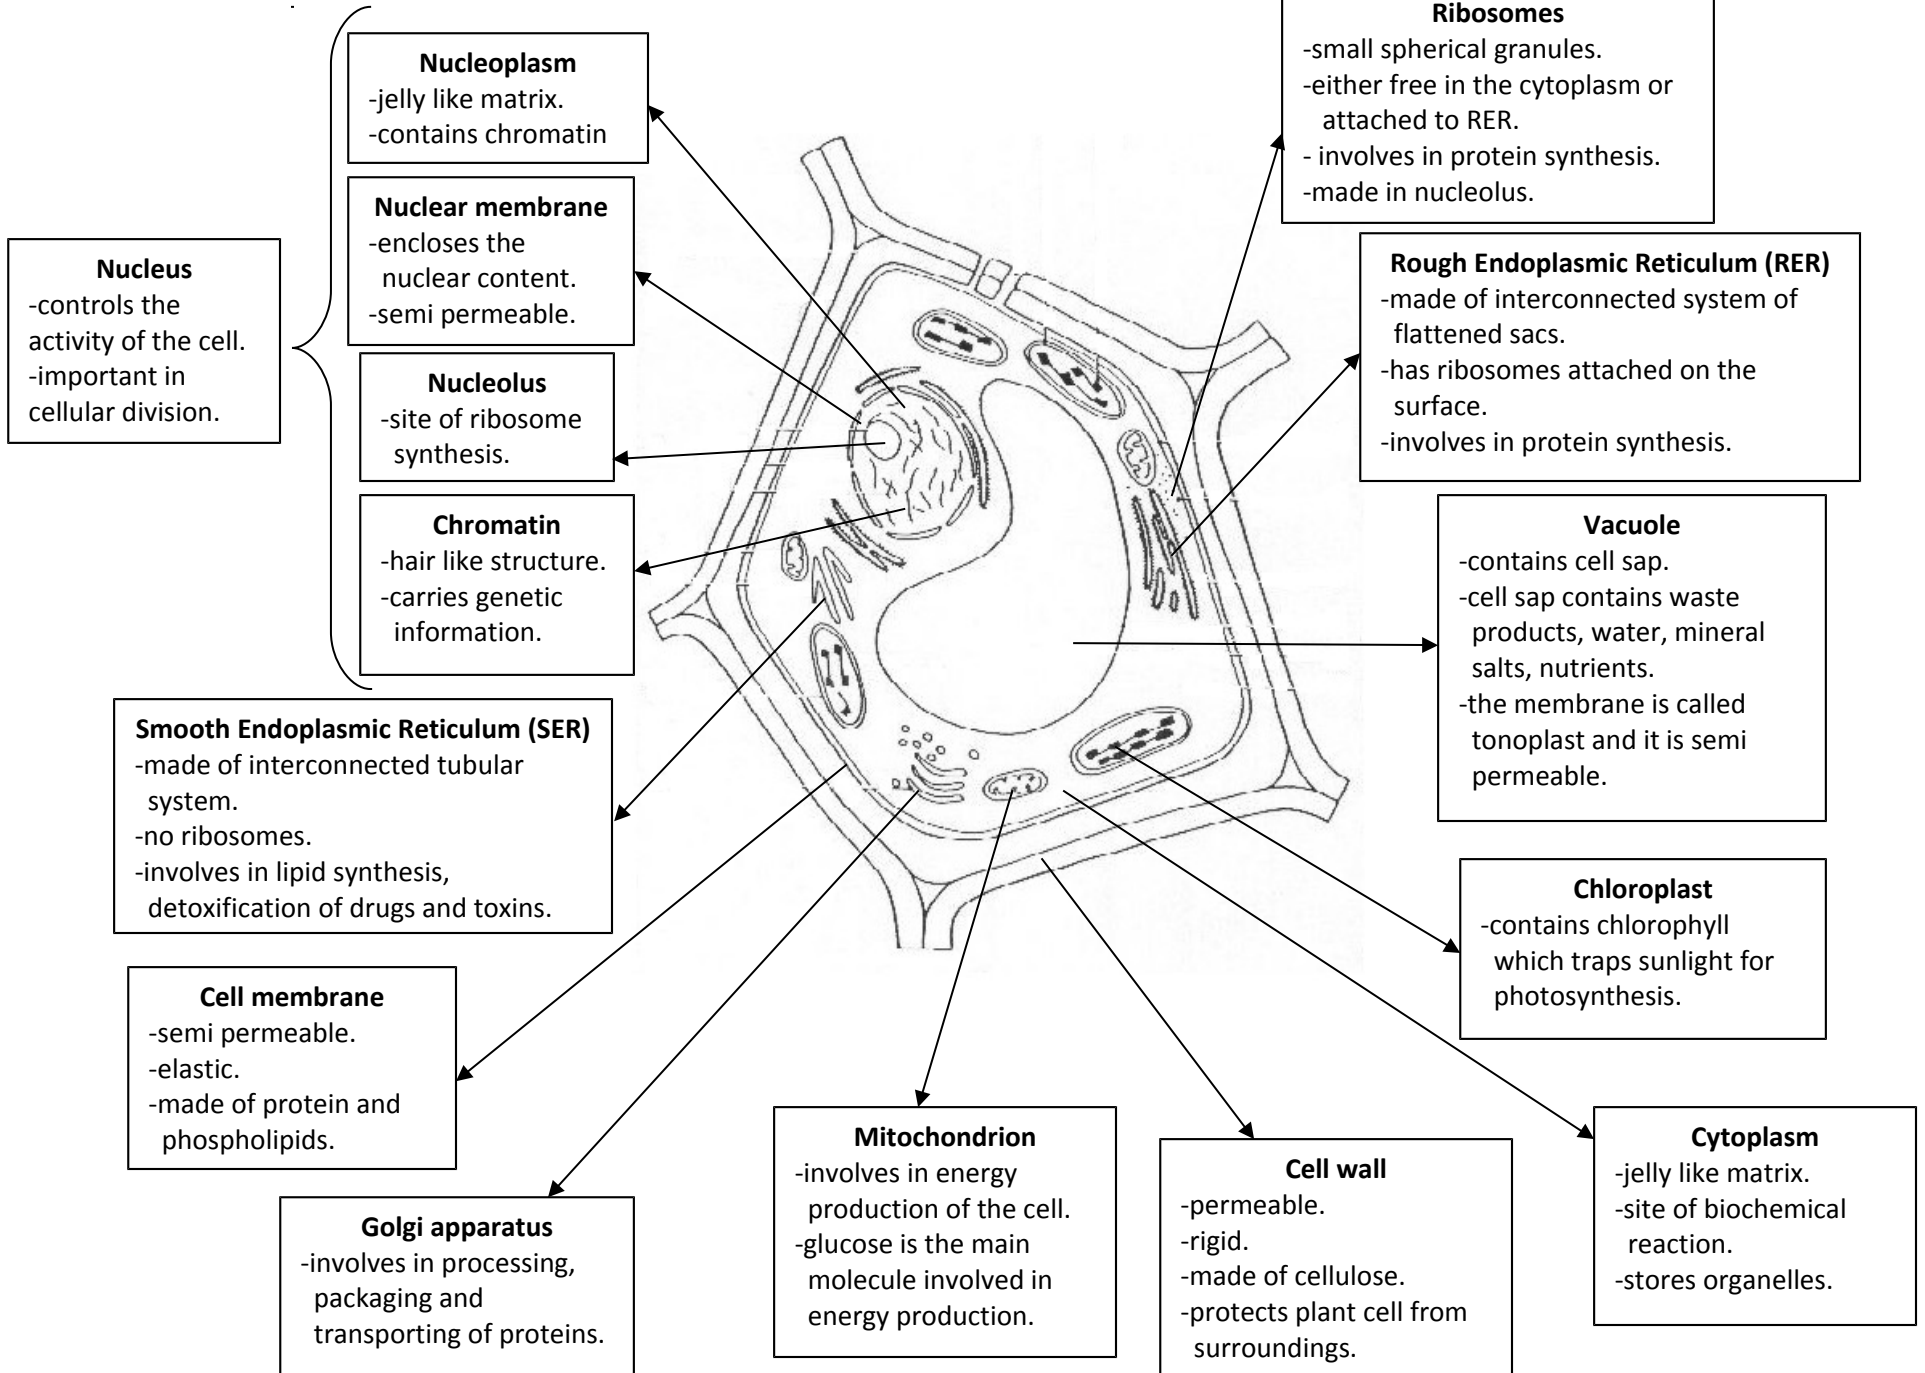 Nucleus
-controls the
activity of the cell.
-important in
cellular division.
Nucleoplasm
-jelly like matrix.
-contains chromatin
Nuclear membrane
-encloses the
nuclear content.
-semi permeable.
Nucleolus
-site of ribosome
synthesis.
Chromatin
-hair like structure.
-carries genetic
information.
Smooth Endoplasmic Reticulum (SER)
-made of interconnected tubular
system.
-no ribosomes.
-involves in lipid synthesis,
detoxification of drugs and toxins.
Cell membrane
-semi permeable.
-elastic.
-made of protein and
phospholipids.
Golgi apparatus
-involves in processing,
packaging and
transporting of proteins.
Mitochondrion
-involves in energy
production of the cell.
-glucose is the main
molecule involved in
energy production.
Cell wall
-permeable.
-rigid.
-made of cellulose.
-protects plant cell from
surroundings.
Cytoplasm
-jelly like matrix.
-site of biochemical
reaction.
-stores organelles.
Chloroplast
-contains chlorophyll
which traps sunlight for
photosynthesis.
Vacuole
-contains cell sap.
-cell sap contains waste
products, water, mineral
salts, nutrients.
-the membrane is called
tonoplast and it is semi
permeable.
Rough Endoplasmic Reticulum (RER)
-made of interconnected system of
flattened sacs.
-has ribosomes attached on the
surface.
-involves in protein synthesis.
Ribosomes
-small spherical granules.
-either free in the cytoplasm or
attached to RER.
- involves in protein synthesis.
-made in nucleolus.